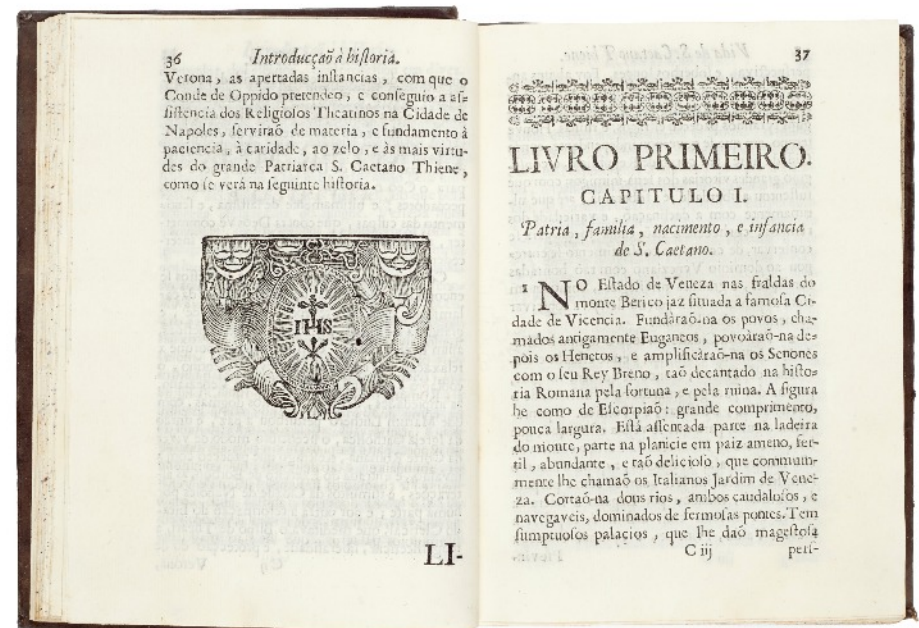 36 Introducçaõ à historia.
Verona, as apertadas instancias, com que o
Conde de Oppido pretendeo, e conseguio a as-
sistencia dos Religiosos Theatinos na Cidade de
Napoles, serviraõ de materia, e fundamento à
paciencia, à caridade, ao zelo, e às mais virtu-
des do grande Patriarca S. Caetano Thiene,
como se verà na seguinte historia.
IHS
LI-
37
LIVRO PRIMEIRO.
CAPITULO I.
Patria, familia, nacimento, e infancia
de S. Caetano.
1 NO Estado de Veneza nas fraldas do
monte Berico jaz situada a famosa Ci-
dade de Vicencia. Fundàraõ-na os povos, cha-
mados antigamente Euganeos, povoàraõ-na de-
pois os Henetos, e amplificàraõ-na os Senones
com o seu Rey Breno, taõ decantado na histo-
ria Romana pela fortuna, e pela ruina. A figura
he como de Escorpiaõ: grande comprimento,
pouca largura. Està assentada parte na ladeira
do monte, parte na planicie em paiz ameno, fer-
til, abundante, e taõ delicioso, que commum-
mente lhe chamaõ os Italianos Jardim de Vene-
za. Cortaõ-na dous rios, ambos caudalosos, e
navegaveis, dominados de fermosas pontes. Tem
sumptuosos palacios, que lhe daõ magestosa
C iij pers-